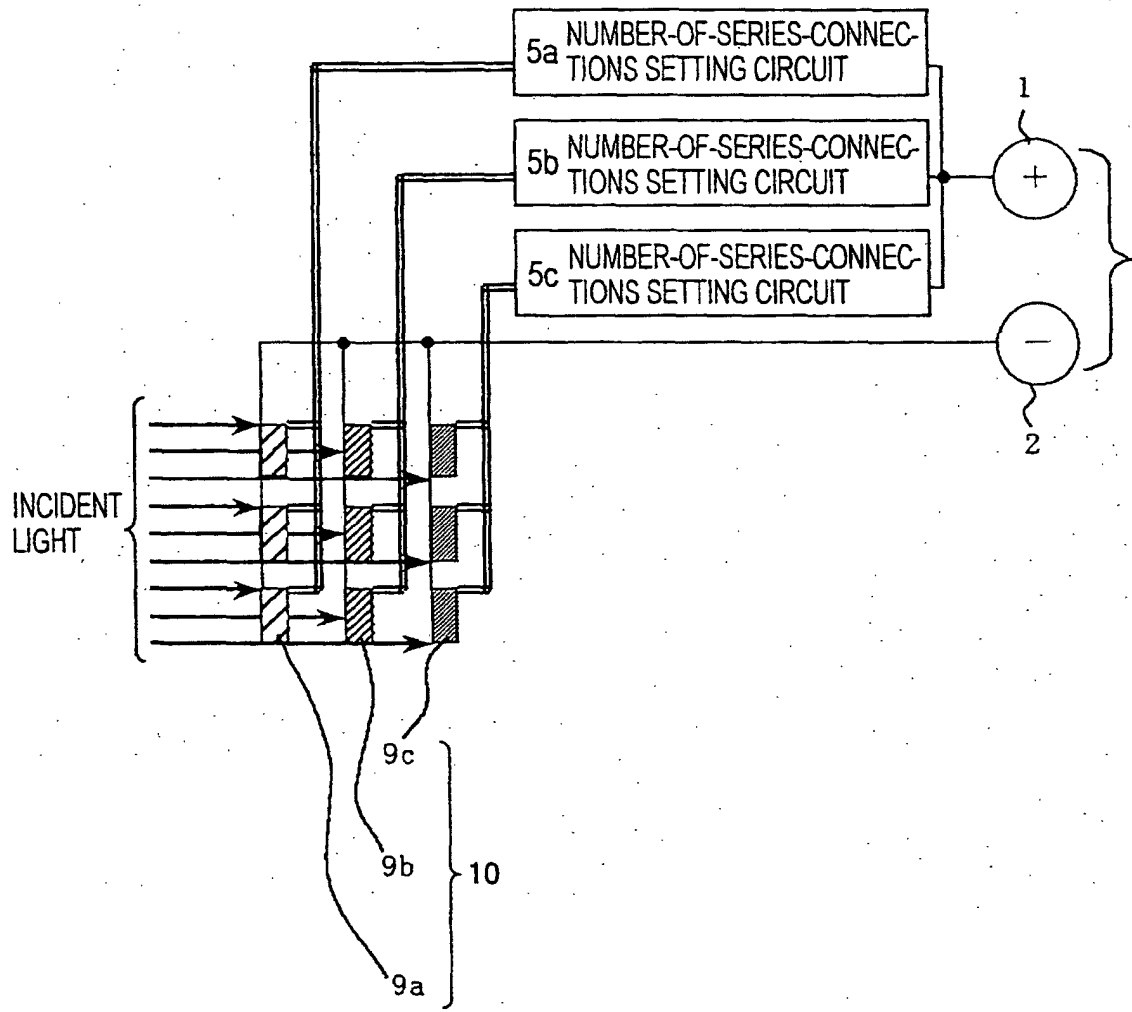 5a NUMBER-OF-SERIES-CONNEC-
TIONS SETTING CIRCUIT
1
5b NUMBER-OF-SERIES-CONNEC-
TIONS SETTING CIRCUIT
+
5c NUMBER-OF-SERIES-CONNEC-
TIONS SETTING CIRCUIT
−
2
INCIDENT
LIGHT
9c
9b
10
9a